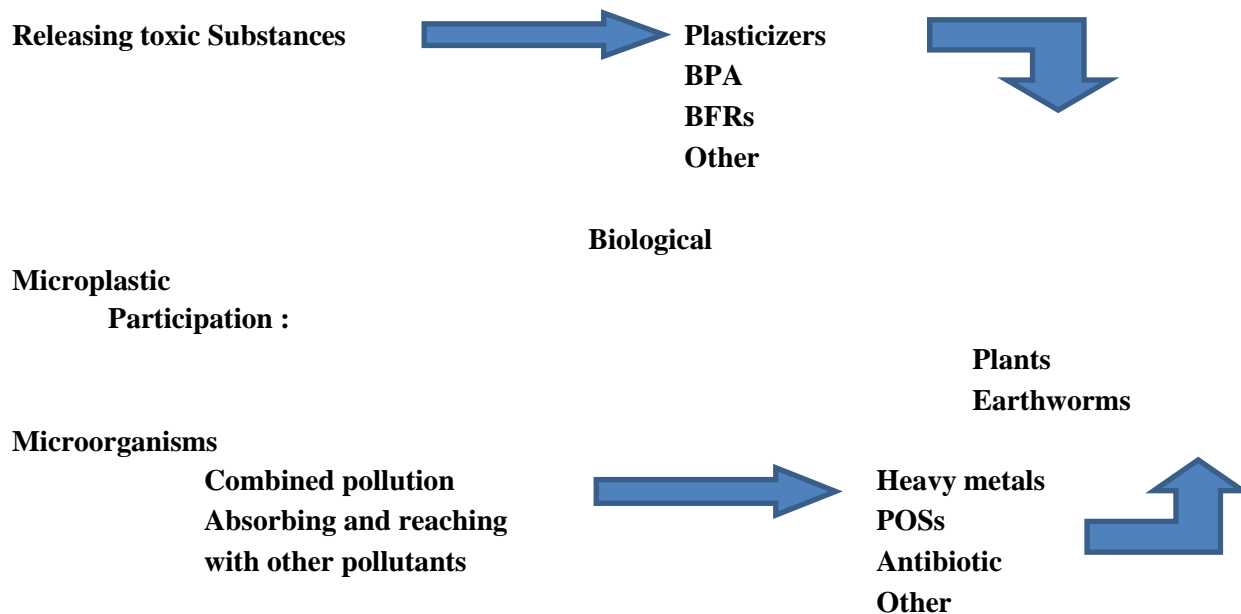 Releasing toxic Substances Plasticizers
BPA
BFRs
Other
Biological
Microplastic
Participation :
Plants
Earthworms
Microorganisms
Combined pollution Heavy metals
Absorbing and reaching POSs
with other pollutants Antibiotic
Other